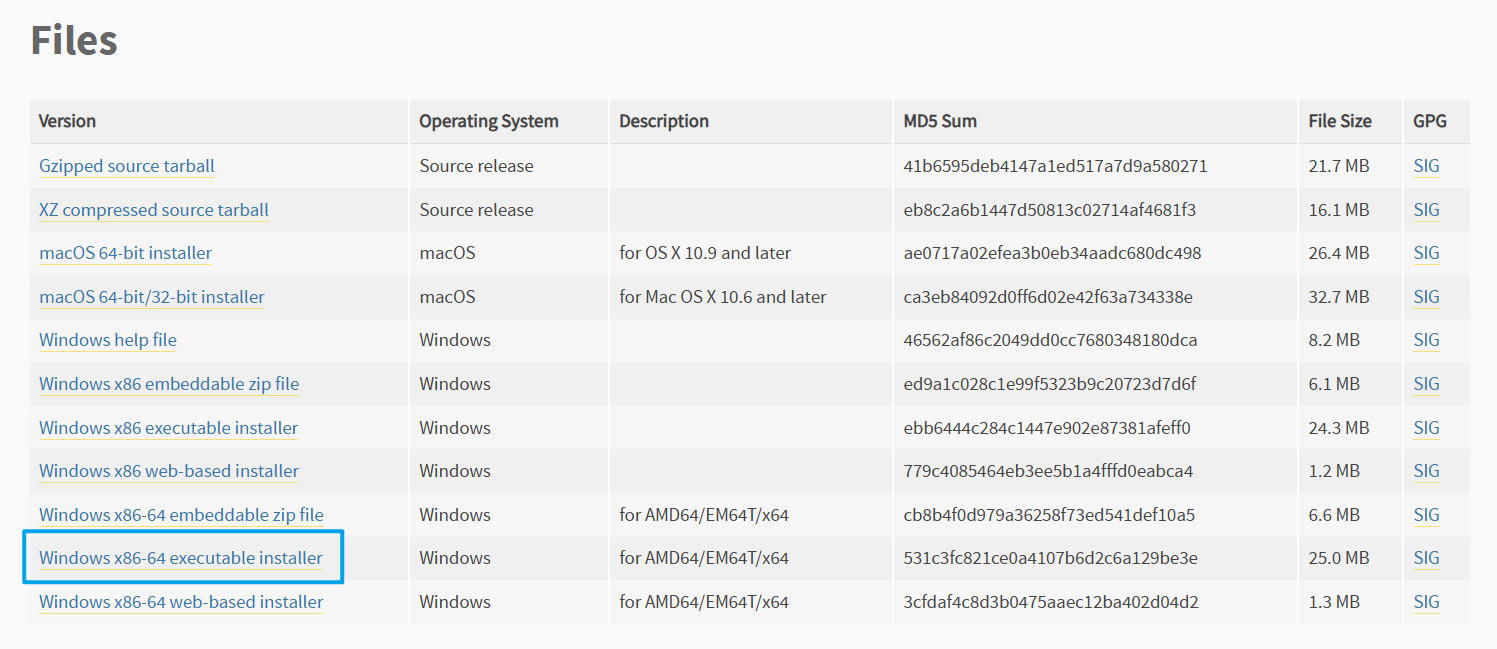 Files
Version Operating System Description MD5 Sum File Size GPG
Gzipped source tarball Source release 41b6595deb4147a1ed517a7d9a580271 21.7 MB SIG
XZ compressed source tarball Source release eb8c2a6b1447d50813c02714af4681f3 16.1 MB SIG
macOS 64-bit installer macOS for OS X 10.9 and later ae0717a02efea3b0eb34aadc680dc498 26.4 MB SIG
macOS 64-bit/32-bit installer macOS for Mac OS X 10.6 and later ca3eb84092d0ff6d02e42f63a734338e 32.7 MB SIG
Windows help file Windows 46562af86c2049dd0cc7680348180dca 8.2 MB SIG
Windows x86 embeddable zip file Windows ed9a1c028c1e99f5323b9c20723d7d6f 6.1 MB SIG
Windows x86 executable installer Windows ebb6444c284c1447e902e87381afeff0 24.3 MB SIG
Windows x86 web-based installer Windows 779c4085464eb3ee5b1a4fffd0eabca4 1.2 MB SIG
Windows x86-64 embeddable zip file Windows for AMD64/EM64T/x64 cb8b4f0d979a36258f73ed541def10a5 6.6 MB SIG
Windows x86-64 executable installer Windows for AMD64/EM64T/x64 531c3fc821ce0a4107b6d2c6a129be3e 25.0 MB SIG
Windows x86-64 web-based installer Windows for AMD64/EM64T/x64 3cfdaf4c8d3b0475aaec12ba402d04d2 1.3 MB SIG